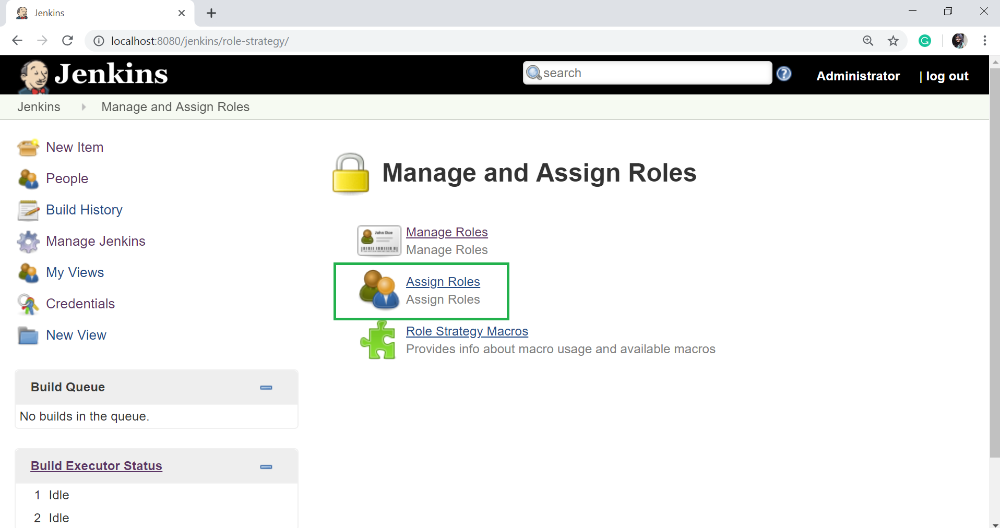 Jenkins
localhost:8080/jenkins/role-strategy/
Jenkins
search
Administrator
| log out
Jenkins
Manage and Assign Roles
New Item
People
Build History
Manage Jenkins
My Views
Credentials
New View
Build Queue
No builds in the queue.
Build Executor Status
1 Idle
2 Idle
Manage and Assign Roles
John Doe
Manage Roles
Manage Roles
Assign Roles
Assign Roles
Role Strategy Macros
Provides info about macro usage and available macros